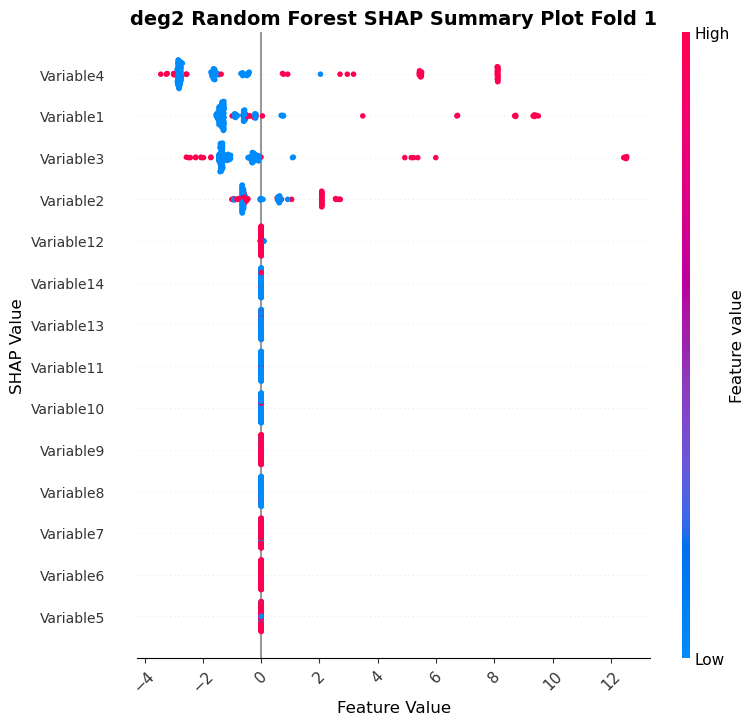 deg2 Random Forest SHAP Summary Plot Fold 1
High
Variable4
Variable1
Variable3
Variable2
Variable12
Variable14
Variable13
Variable11
Variable10
Variable9
Variable8
Variable7
Variable6
Variable5
SHAP Value
Feature value
Low
−4 −2 0 2 4 6 8 10 12
Feature Value